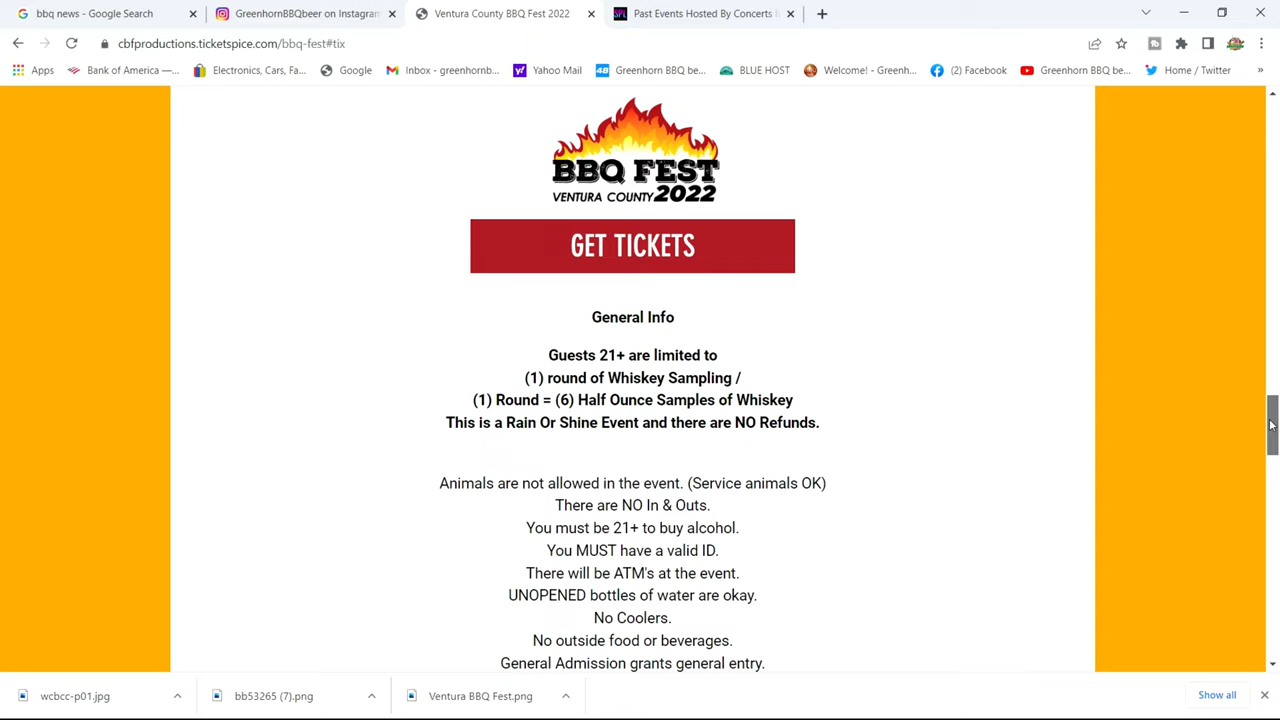 bbq news - Google Search
GreenhornBBQbeer on Instagram
Ventura County BBQ Fest 2022
Past Events Hosted By Concerts i
cbfproductions.ticketspice.com/bbq-fest#tix
Apps
Bank of America —...
Electronics, Cars, Fa...
Google
Inbox - greenhornb...
Yahoo Mail
Greenhorn BBQ be...
BLUE HOST
Welcome! - Greenh...
(2) Facebook
Greenhorn BBQ be...
Home / Twitter
BBQ FEST
VENTURA COUNTY 2022
GET TICKETS
General Info
Guests 21+ are limited to
(1) round of Whiskey Sampling /
(1) Round = (6) Half Ounce Samples of Whiskey
This is a Rain Or Shine Event and there are NO Refunds.
Animals are not allowed in the event. (Service animals OK)
There are NO In & Outs.
You must be 21+ to buy alcohol.
You MUST have a valid ID.
There will be ATM's at the event.
UNOPENED bottles of water are okay.
No Coolers.
No outside food or beverages.
General Admission grants general entry.
wcbcc-p01.jpg
bb53265 (7).png
Ventura BBQ Fest.png
Show all